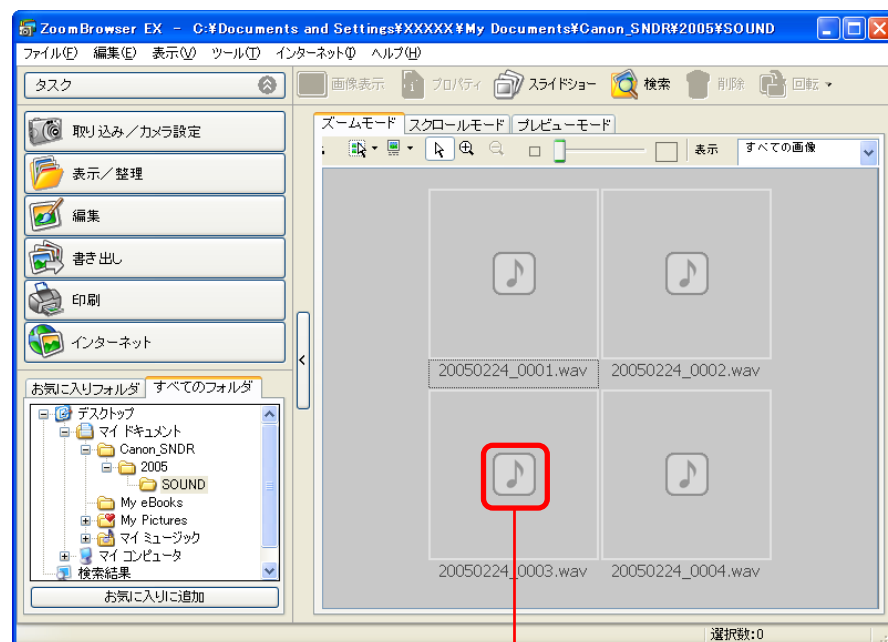 ZoomBrowser EX - C:¥Documents and Settings¥XXXXX¥My Documents¥Canon_SNDR¥2005¥SOUND
ファイル(F) 編集(E) 表示(V) ツール(T) インターネット(I) ヘルプ(H)
タスク
画像表示 プロパティ スライドショー 検索 削除 回転
取り込み/カメラ設定
表示/整理
編集
書き出し
印刷
インターネット
ズームモード スクロールモード プレビューモード
表示 すべての画像
20050224_0001.wav 20050224_0002.wav
20050224_0003.wav 20050224_0004.wav
お気に入りフォルダ すべてのフォルダ
デスクトップ
マイ ドキュメント
Canon_SNDR
2005
SOUND
My eBooks
My Pictures
マイ ミュージック
マイ コンピュータ
検索結果
お気に入りに追加
選択数:0